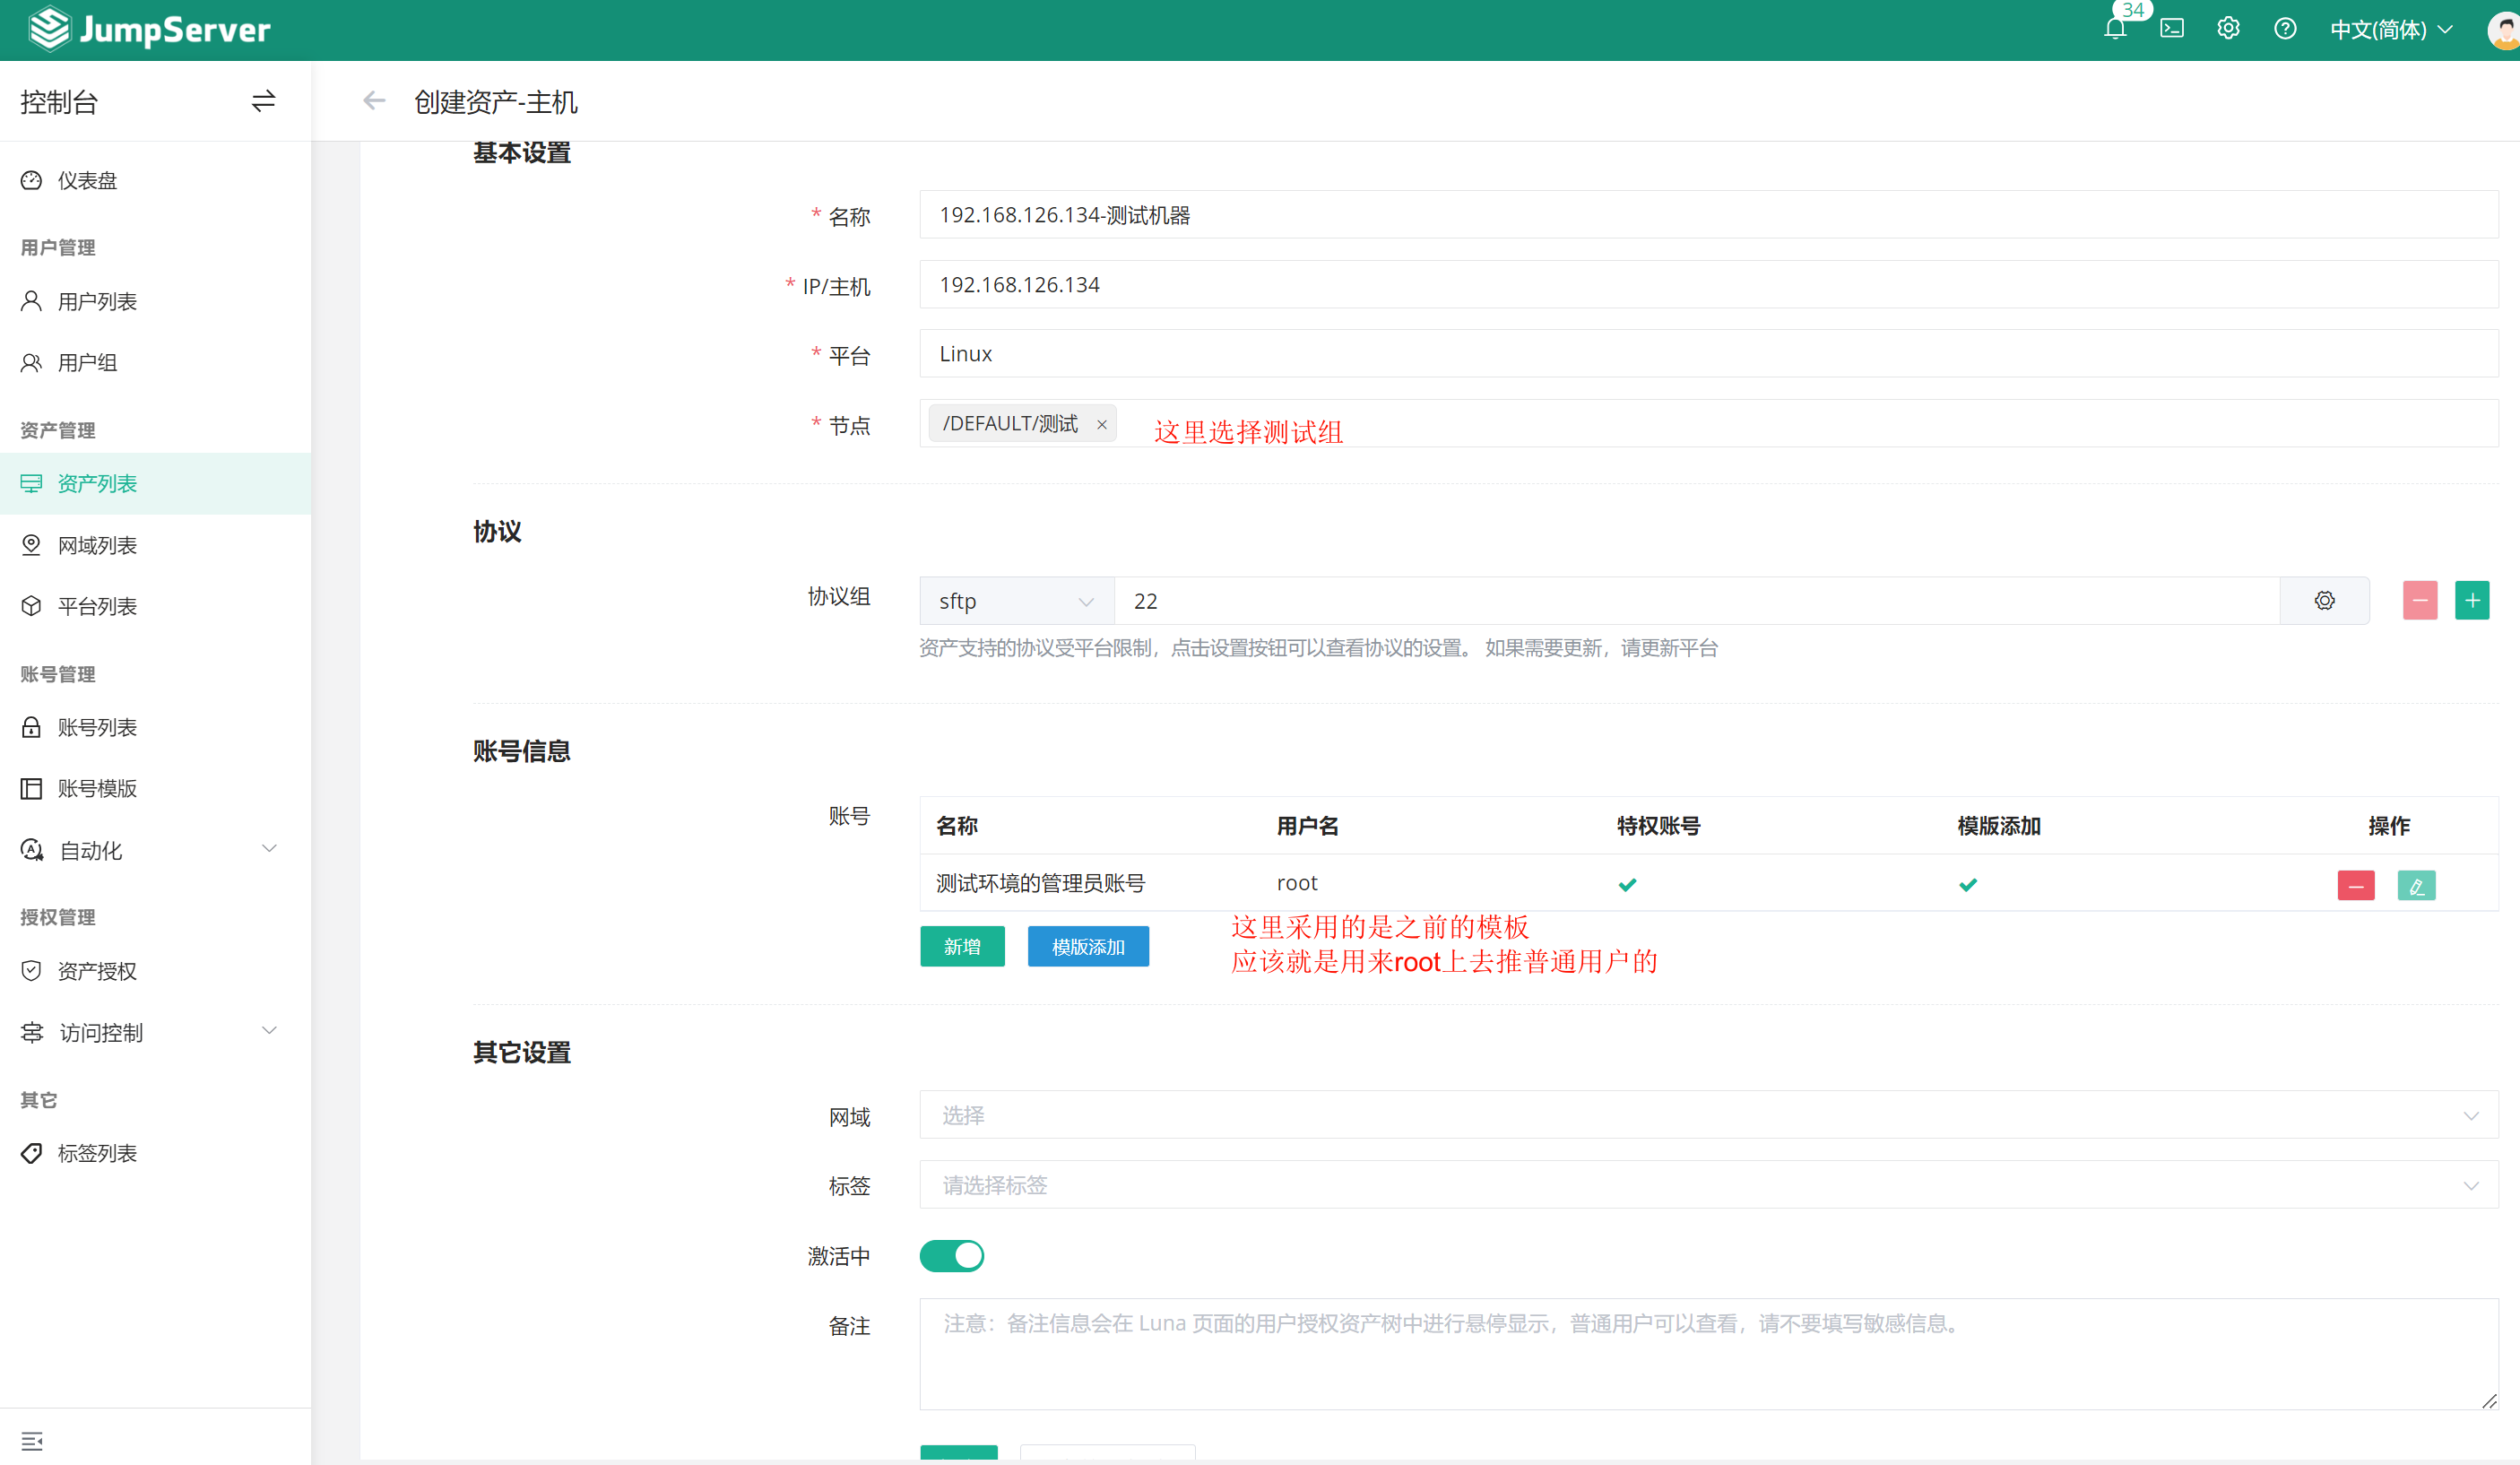 JumpServer
34
中文(简体)
控制台
创建资产-主机
仪表盘
用户管理
用户列表
用户组
资产管理
资产列表
网域列表
平台列表
账号管理
账号列表
账号模版
自动化
授权管理
资产授权
访问控制
其它
标签列表
基本设置
* 名称 192.168.126.134-测试机器
* IP/主机 192.168.126.134
* 平台 Linux
* 节点 /DEFAULT/测试 × 这里选择测试组
协议
协议组 sftp 22
资产支持的协议受平台限制，点击设置按钮可以查看协议的设置。 如果需要更新，请更新平台
账号信息
账号 名称 用户名 特权账号 模版添加 操作
测试环境的管理员账号 root
新增 模版添加
这里采用的是之前的模板
应该就是用来root上去推普通用户的
其它设置
网域 选择
标签 请选择标签
激活中
备注 注意：备注信息会在 Luna 页面的用户授权资产树中进行悬停显示，普通用户可以查看，请不要填写敏感信息。